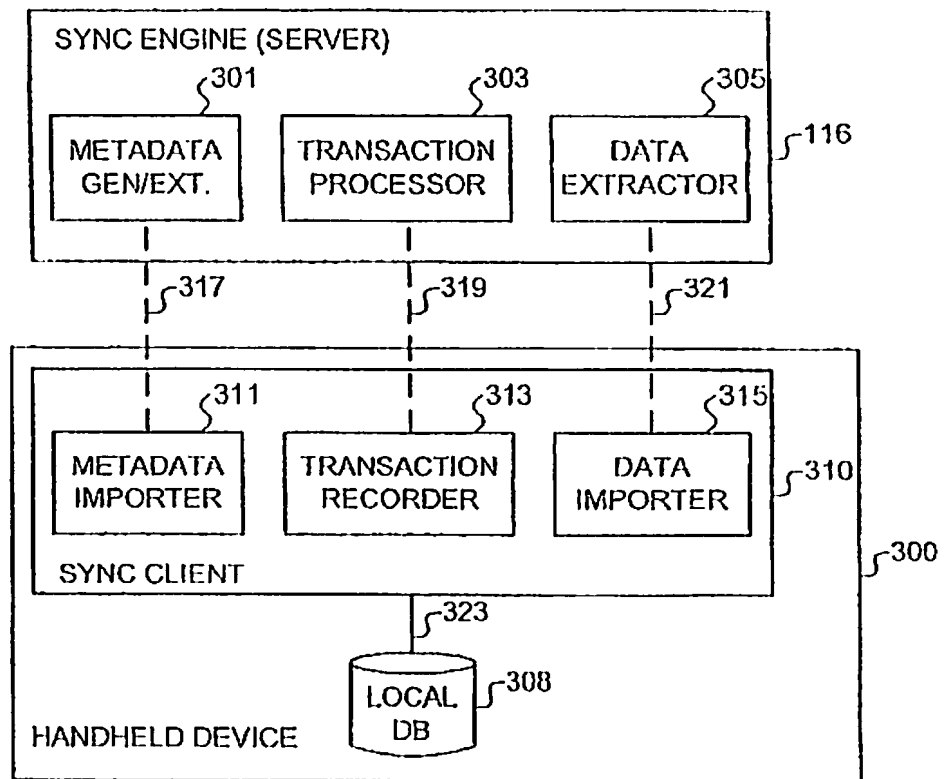 SYNC ENGINE (SERVER)
301
303
305
METADATA
GEN/EXT.
TRANSACTION
PROCESSOR
DATA
EXTRACTOR
116
317
319
321
311
313
315
METADATA
IMPORTER
TRANSACTION
RECORDER
DATA
IMPORTER
310
300
SYNC CLIENT
323
LOCAL
DB
308
HANDHELD DEVICE